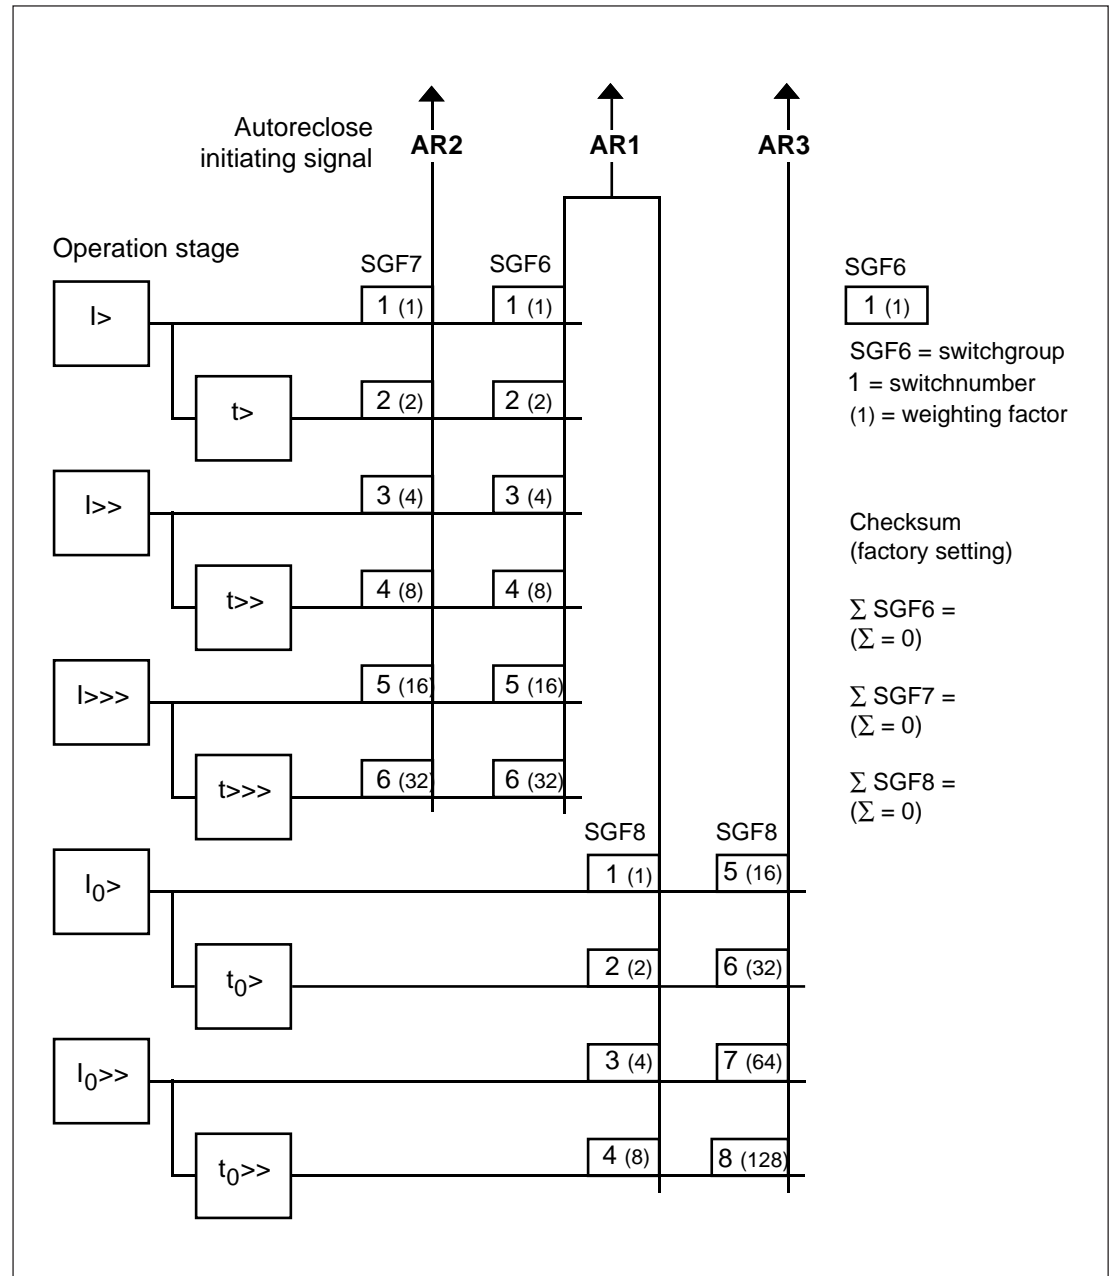 Autoreclose
initiating signal
AR2 AR1 AR3
Operation stage
SGF7 SGF6
SGF6
I> 1 (1) 1 (1)
1 (1)
SGF6 = switchgroup
1 = switchnumber
(1) = weighting factor
t> 2 (2) 2 (2)
I>> 3 (4) 3 (4)
Checksum
(factory setting)
t>> 4 (8) 4 (8)
∑ SGF6 =
(∑ = 0)
I>>> 5 (16) 5 (16)
∑ SGF7 =
(∑ = 0)
t>>> 6 (32) 6 (32)
∑ SGF8 =
(∑ = 0)
SGF8 SGF8
I0> 1 (1) 5 (16)
t0> 2 (2) 6 (32)
I0>> 3 (4) 7 (64)
t0>> 4 (8) 8 (128)